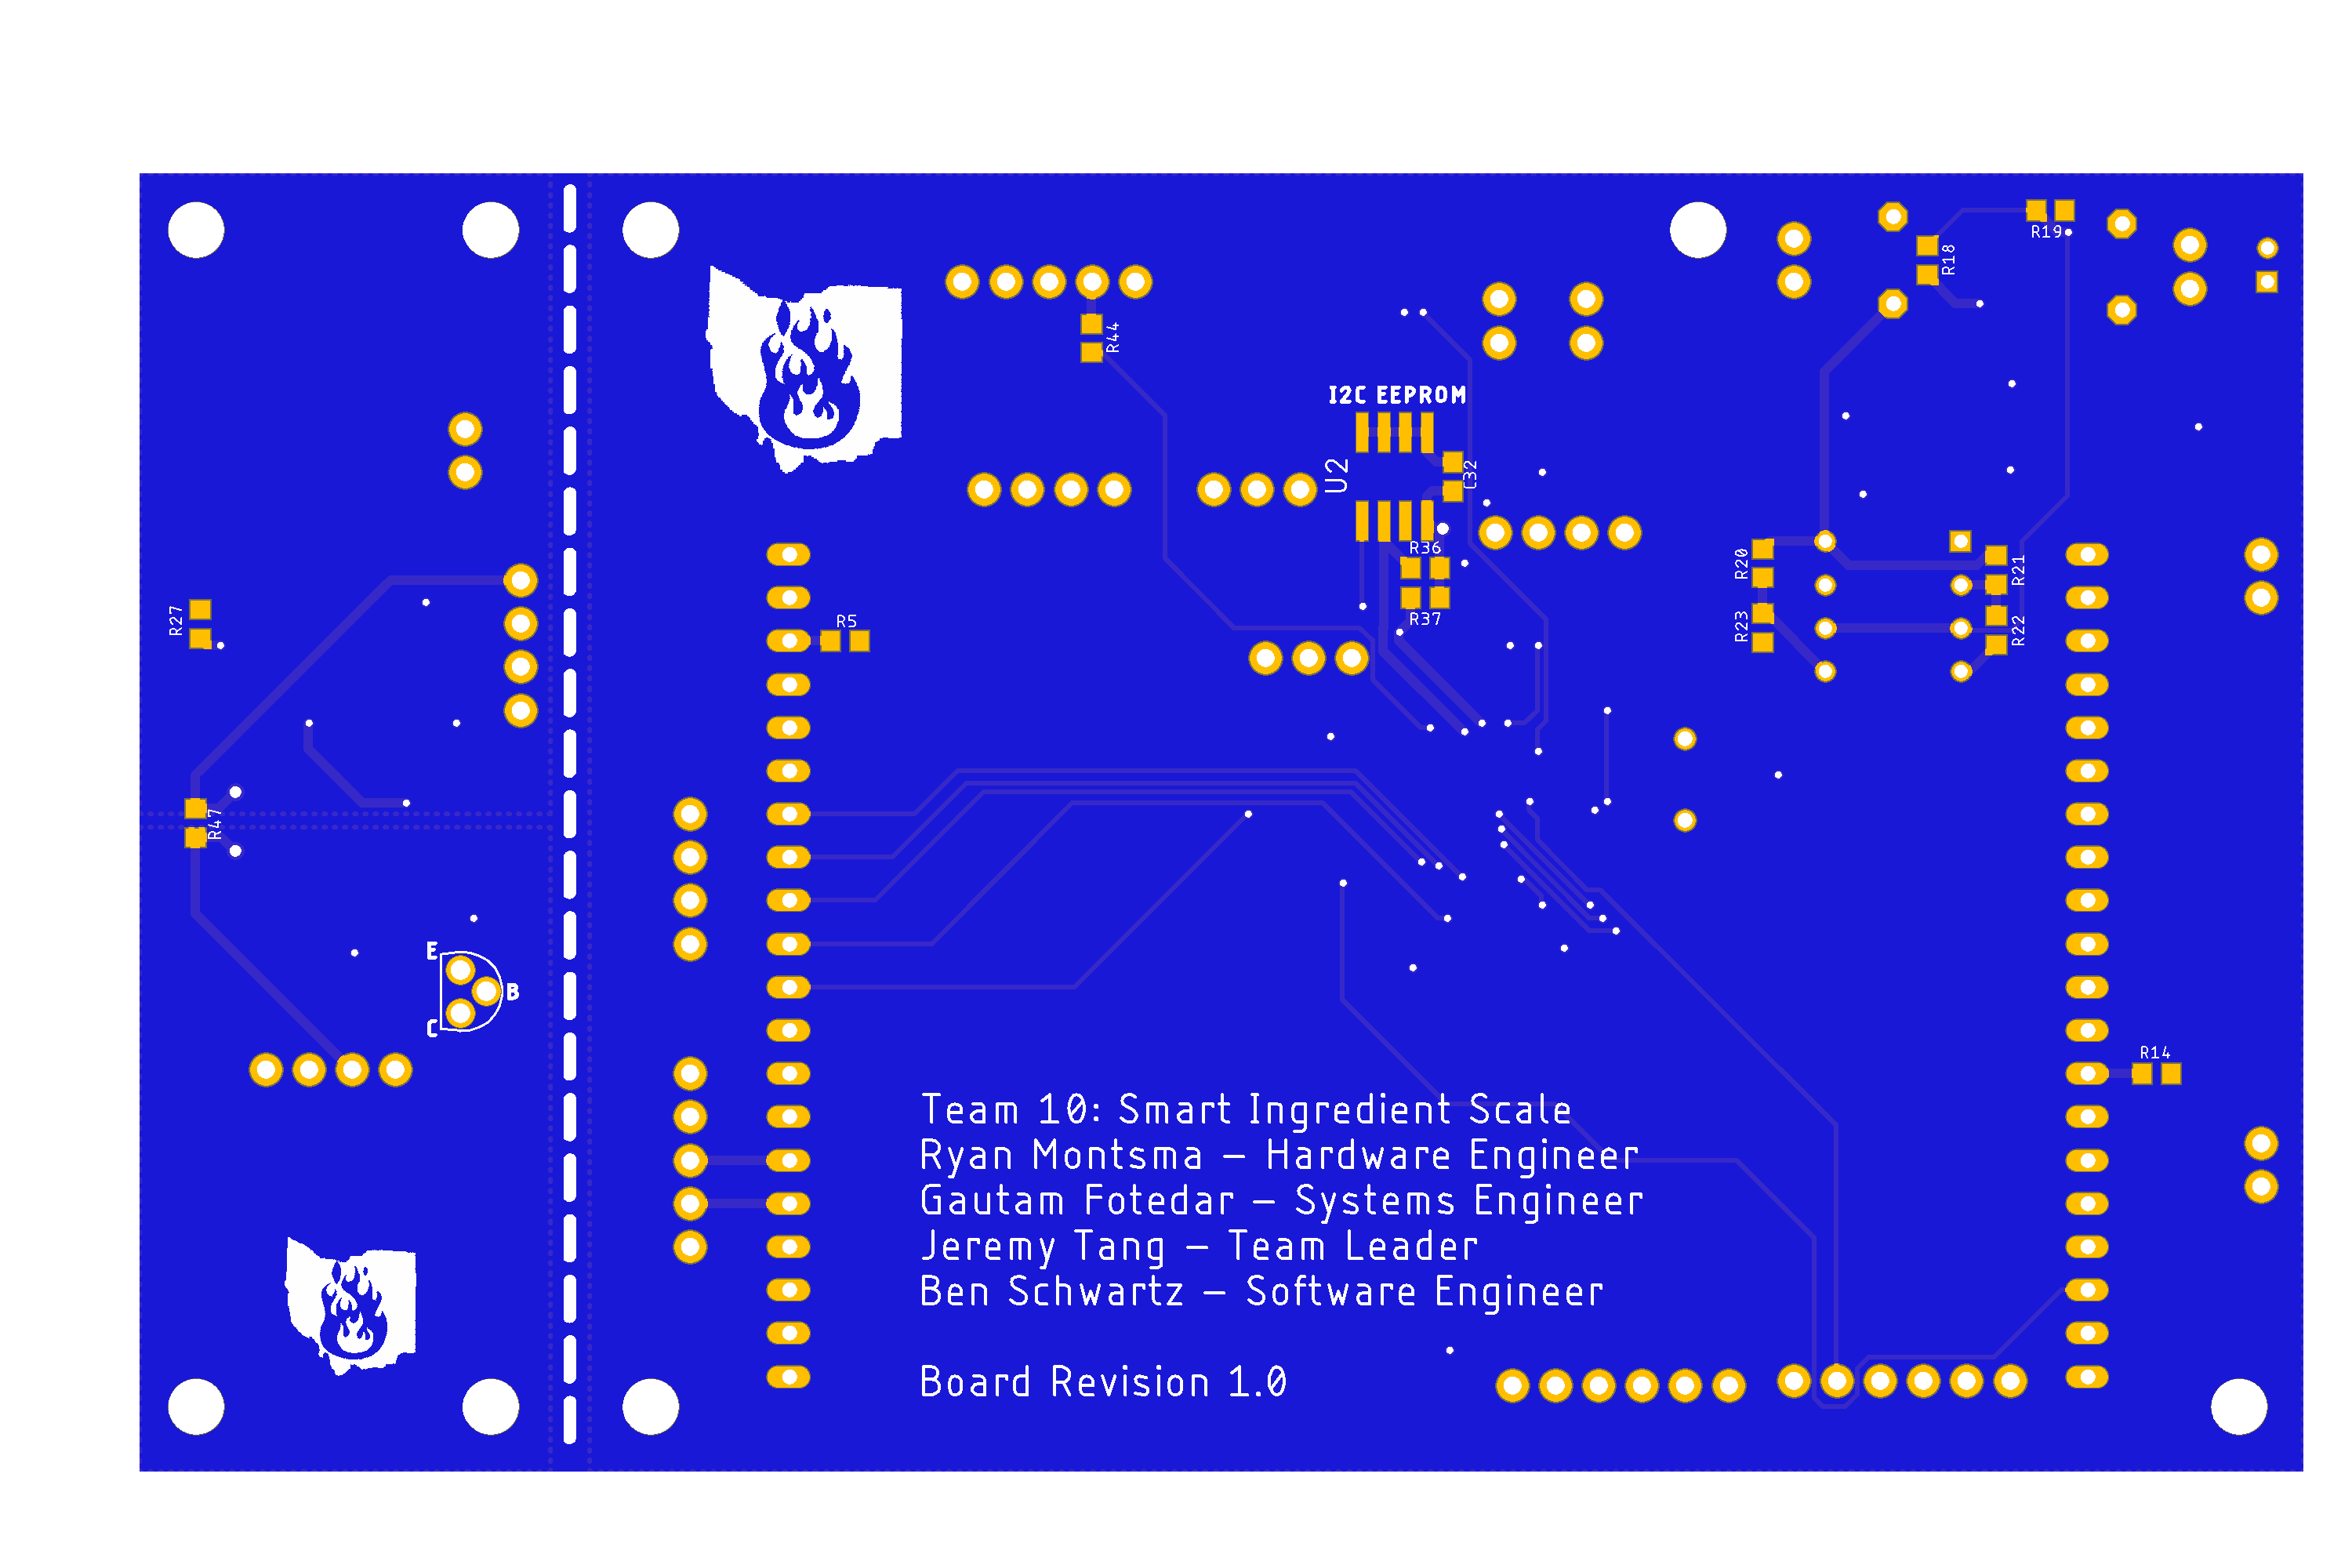 R19
R18
R44
I2C EEPROM
U2
C32
R36
R37
R20
R21
R23
R22
R27
R5
R47
E
B
C
R14
Team 10: Smart Ingredient Scale
Ryan Montsma – Hardware Engineer
Gautam Fotedar – Systems Engineer
Jeremy Tang – Team Leader
Ben Schwartz – Software Engineer
Board Revision 1.0